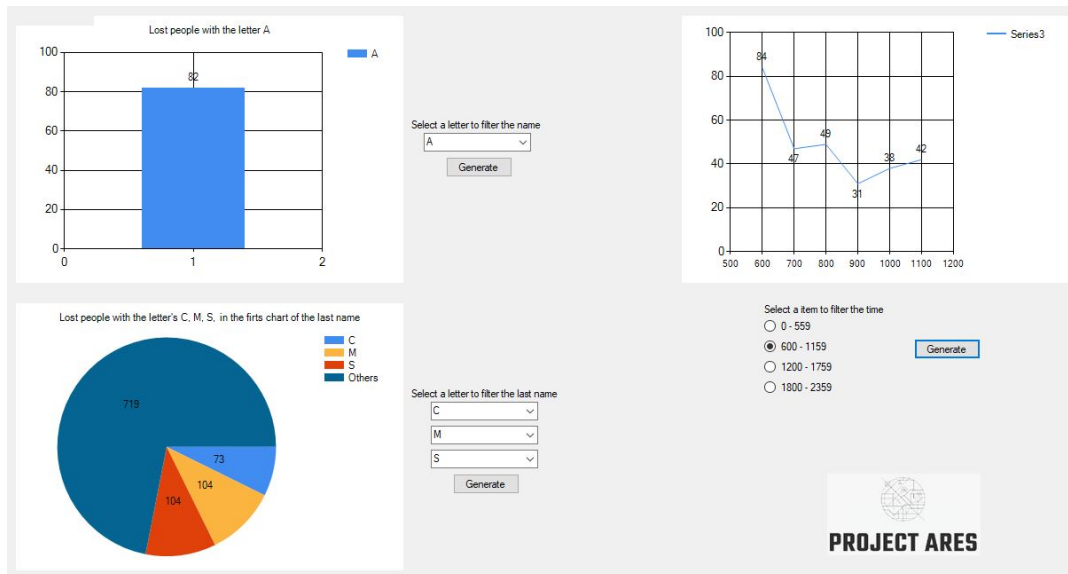 Lost people with the letter A
100
80
60
40
20
0
0 1 2
82
A
Select a letter to filter the name
A
Generate
Series3
100
80
60
40
20
0
500 600 700 800 900 1000 1100 1200
84
47
49
31
38
42
Lost people with the letter's C, M, S, in the firts chart of the last name
C
M
S
Others
719
73
104
104
Select a letter to filter the last name
C
M
S
Generate
Select a item to filter the time
0 - 559
600 - 1159
1200 - 1759
1800 - 2359
Generate
PROJECT ARES